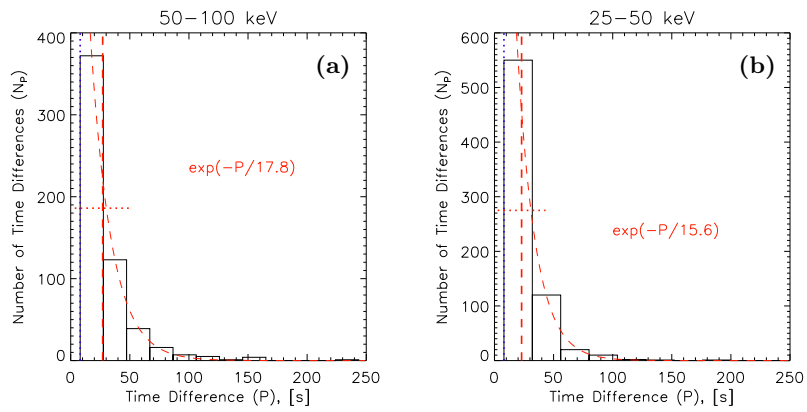 50−100 keV
(a)
exp(−P/17.8)
400
300
200
100
0
Number of Time Differences (N_P)
0 50 100 150 200 250
Time Difference (P), [s]
25−50 keV
(b)
exp(−P/15.6)
600
500
400
300
200
100
0
Number of Time Differences (N_P)
0 50 100 150 200 250
Time Difference (P), [s]